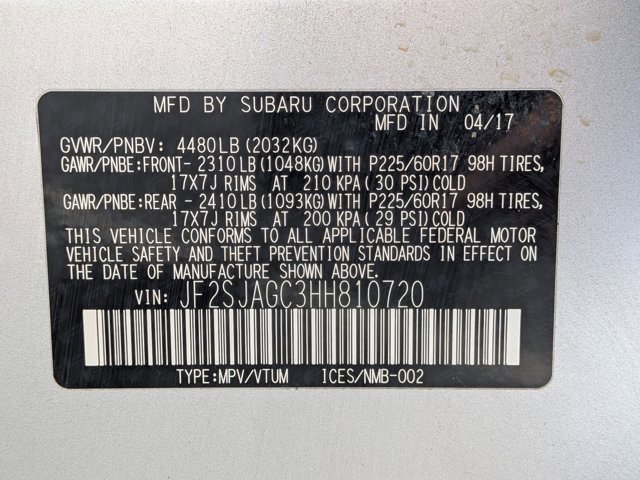 MFD BY SUBARU CORPORATION
MFD IN 04/17
GVWR/PNBV: 4480LB(2032KG)
GAWR/PNBE:FRONT- 2310LB(1048KG)WITH P225/60R17 98H TIRES,
17X7J RIMS AT 210 KPA(30 PSI)COLD
GAWR/PNBE:REAR - 2410LB(1093KG)WITH P225/60R17 98H TIRES,
17X7J RIMS AT 200 KPA(29 PSI)COLD
THIS VEHICLE CONFORMS TO ALL APPLICABLE FEDERAL MOTOR
VEHICLE SAFETY AND THEFT PREVENTION STANDARDS IN EFFECT
ON THE DATE OF MANUFACTURE SHOWN ABOVE.
VIN: JF2SJAGC3HH810720
TYPE:MPV/VTUM ICES/NMB-002